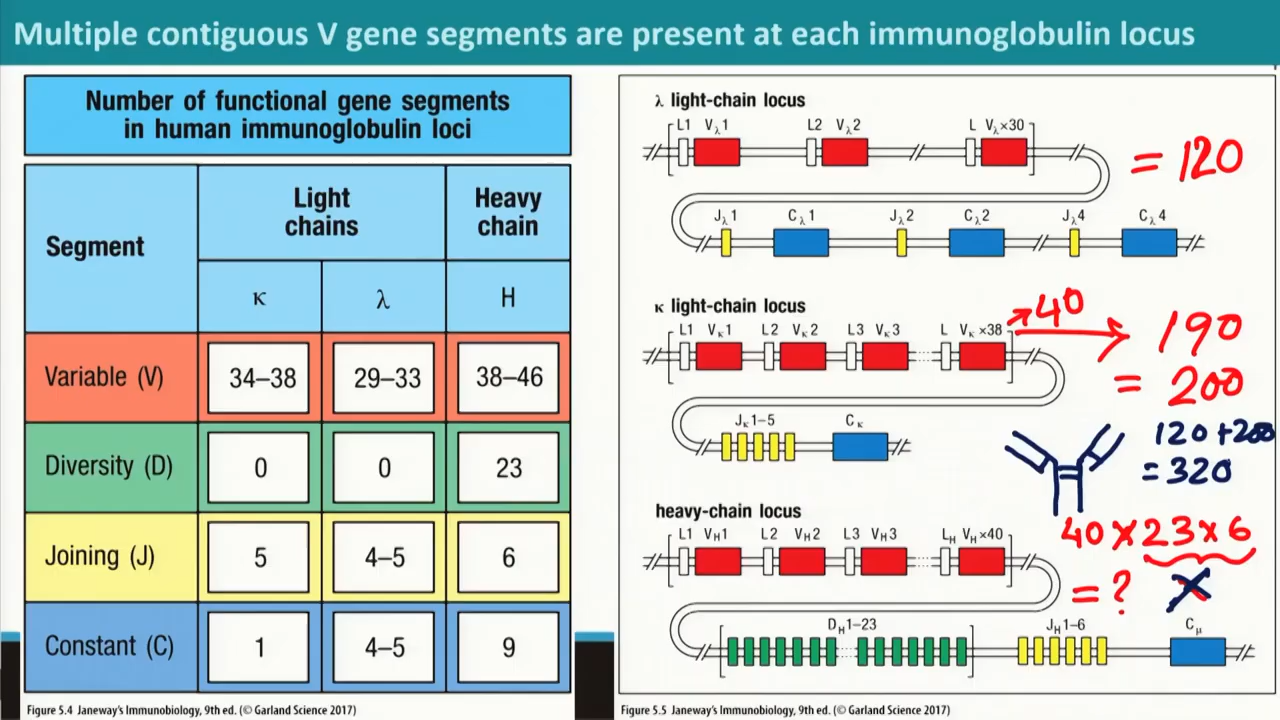 Multiple contiguous V gene segments are present at each immunoglobulin locus
Number of functional gene segments
in human immunoglobulin loci
Segment
Light
chains
Heavy
chain
κ
λ
H
Variable (V)
34–38
29–33
38–46
Diversity (D)
0
0
23
Joining (J)
5
4–5
6
Constant (C)
1
4–5
9
Figure 5.4 Janeway's Immunobiology, 9th ed. (© Garland Science 2017)
λ light-chain locus
L1 Vλ1 L2 Vλ2 L Vλ×30
= 120
Jλ1 Cλ1 Jλ2 Cλ2 Jλ4 Cλ4
κ light-chain locus
40
L1 Vκ1 L2 Vκ2 L3 Vκ3 L Vκ×38
190
= 200
Jκ1–5 Cκ
120+200
= 320
heavy-chain locus
L1 VH1 L2 VH2 L3 VH3 LH VH×40
40×23×6
= ?
DH1–23 JH1–6 Cμ
Figure 5.5 Janeway's Immunobiology, 9th ed. (© Garland Science 2017)